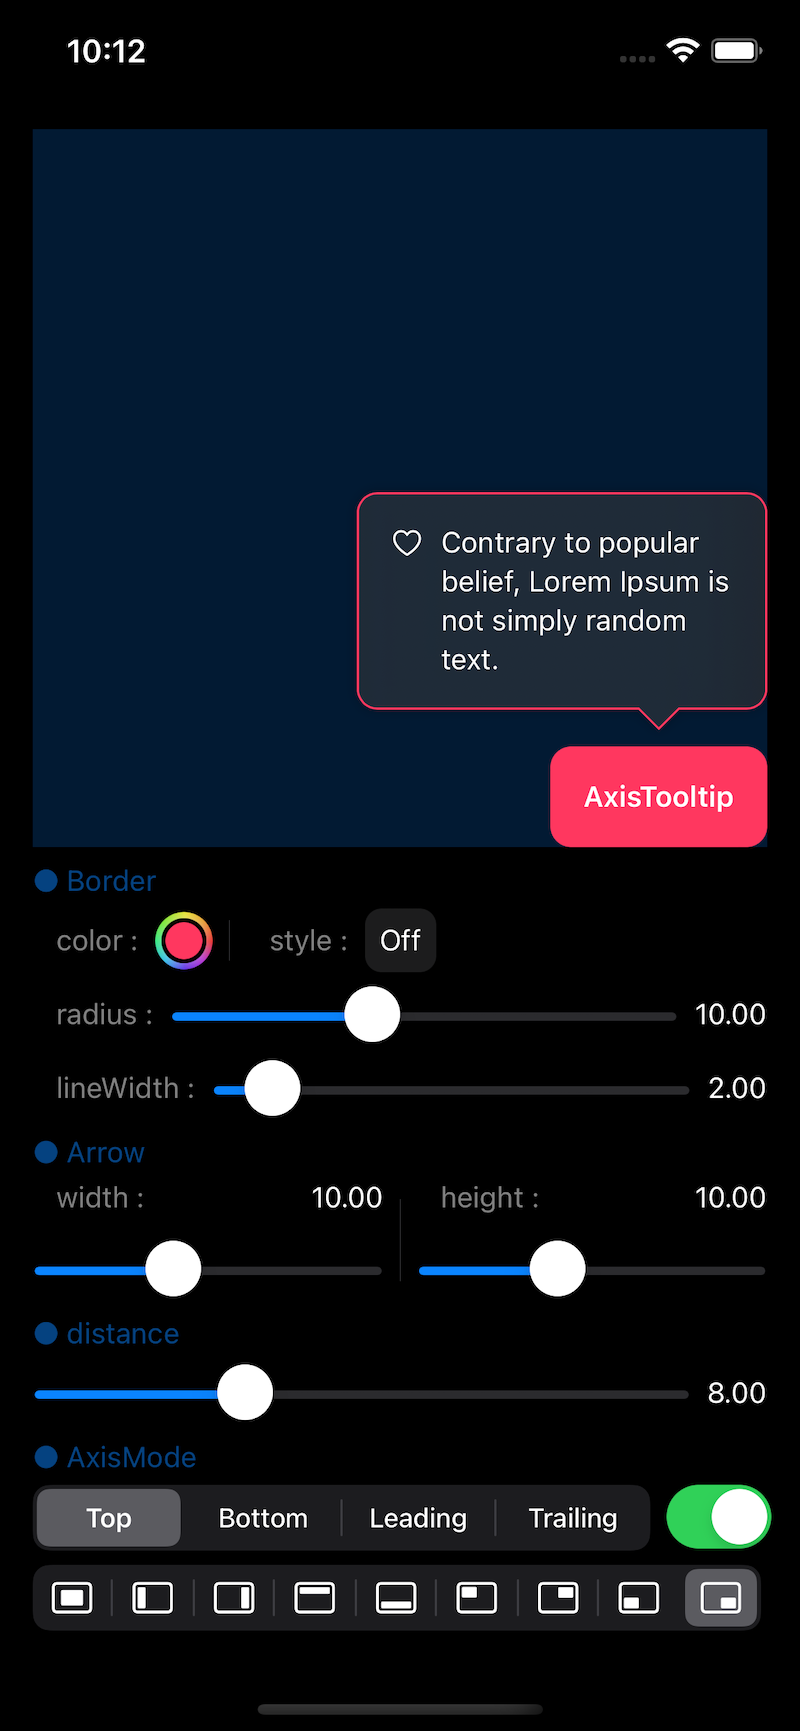 10:12
Contrary to popular
belief, Lorem Ipsum is
not simply random
text.
AxisTooltip
Border
color :
style :
Off
radius :
10.00
lineWidth :
2.00
Arrow
width :
10.00
height :
10.00
distance
8.00
AxisMode
Top
Bottom
Leading
Trailing